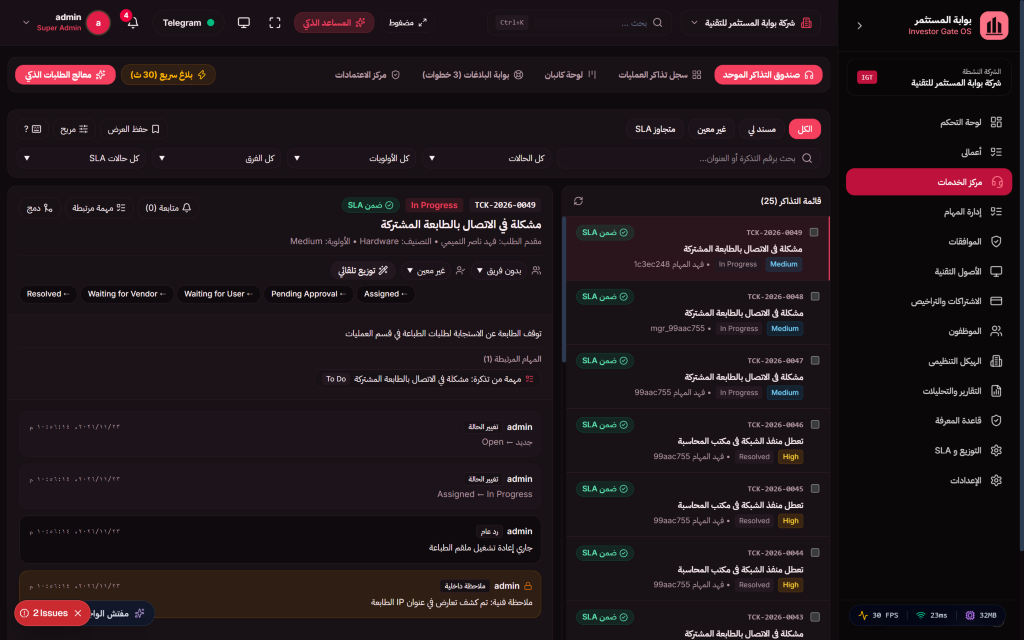 بوابة المستثمر
Investor Gate OS
شركة بوابة المستثمر للتقنية
بحث ...
Ctrl+K
مضغوط
المساعد الذكي
Telegram
4
admin
Super Admin
a
الشركة النشطة
شركة بوابة المستثمر للتقنية
IGT
لوحة التحكم
أعمالي
مركز الخدمات
إدارة المهام
الموافقات
الأصول التقنية
الاشتراكات والتراخيص
الموظفون
الهيكل التنظيمي
التقارير والتحليلات
قاعدة المعرفة
التوزيع و SLA
الإعدادات
30 FPS
23ms
32MB
صندوق التذاكر الموحد
سجل تذاكر العمليات
لوحة كانبان
بوابة البلاغات (3 خطوات)
مركز الاعتمادات
بلاغ سريع (30 ث)
معالج الطلبات الذكي
الكل
مسند لي
غير معين
متجاوز SLA
حفظ العرض
مريح
?
بحث برقم التذكرة أو العنوان...
كل الحالات
كل الأولويات
كل الفرق
كل حالات SLA
قائمة التذاكر (25)
TCK-2026-0049
ضمن SLA
مشكلة في الاتصال بالطابعة المشتركة
Medium In Progress • فهد المهام 1c3ec248
TCK-2026-0048
ضمن SLA
مشكلة في الاتصال بالطابعة المشتركة
Medium In Progress • mgr_99aac755
TCK-2026-0047
ضمن SLA
مشكلة في الاتصال بالطابعة المشتركة
Medium In Progress • فهد المهام 99aac755
TCK-2026-0046
ضمن SLA
تعطل منفذ الشبكة في مكتب المحاسبة
High Resolved • فهد المهام 99aac755
TCK-2026-0045
ضمن SLA
تعطل منفذ الشبكة في مكتب المحاسبة
High Resolved • فهد المهام 99aac755
TCK-2026-0044
ضمن SLA
تعطل منفذ الشبكة في مكتب المحاسبة
High Resolved • فهد المهام 99aac755
TCK-2026-0043
ضمن SLA
مشكلة في الاتصال بالطابعة المشتركة
TCK-2026-0049 In Progress ضمن SLA
متابعة (0)
مهمة مرتبطة
دمج
مشكلة في الاتصال بالطابعة المشتركة
مقدم الطلب: فهد ناصر التميمي • التصنيف: Hardware • الأولوية: Medium
بدون فريق
غير معين
توزيع تلقائي
← Assigned
← Pending Approval
← Waiting for User
← Waiting for Vendor
← Resolved
توقف الطابعة عن الاستجابة لطلبات الطباعة في قسم العمليات
المهام المرتبطة (1)
مهمة من تذكرة: مشكلة في الاتصال بالطابعة المشتركة To Do
admin تغيير الحالة
جديد ← Open
admin تغيير الحالة
Assigned ← In Progress
admin رد عام
جاري إعادة تشغيل ملقم الطباعة
admin ملاحظة داخلية
ملاحظة فنية: تم كشف تعارض في عنوان IP الطابعة
2 Issues
مفتش